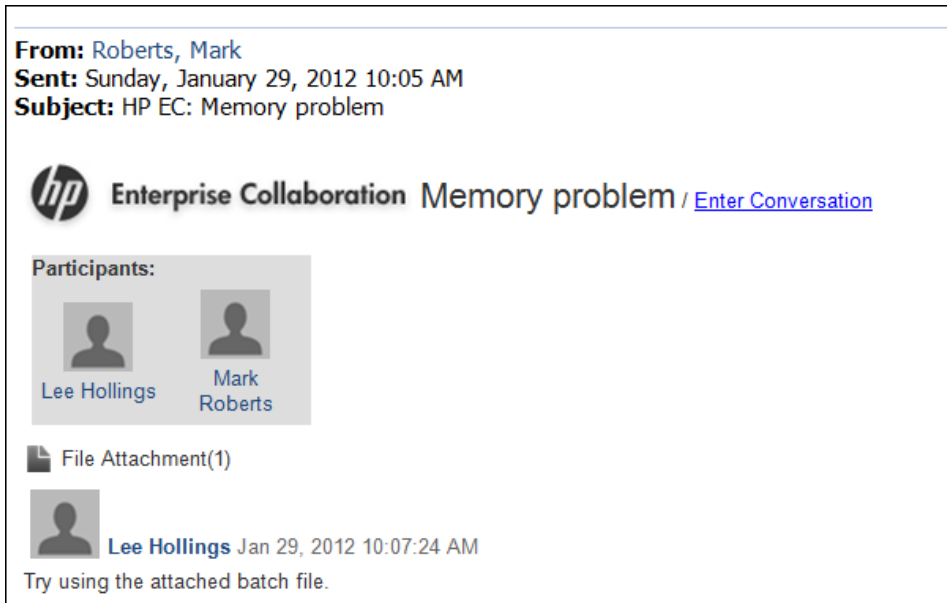 From: Roberts, Mark
Sent: Sunday, January 29, 2012 10:05 AM
Subject: HP EC: Memory problem
hp Enterprise Collaboration Memory problem / Enter Conversation
Participants:
Lee Hollings
Mark
Roberts
File Attachment(1)
Lee Hollings Jan 29, 2012 10:07:24 AM
Try using the attached batch file.